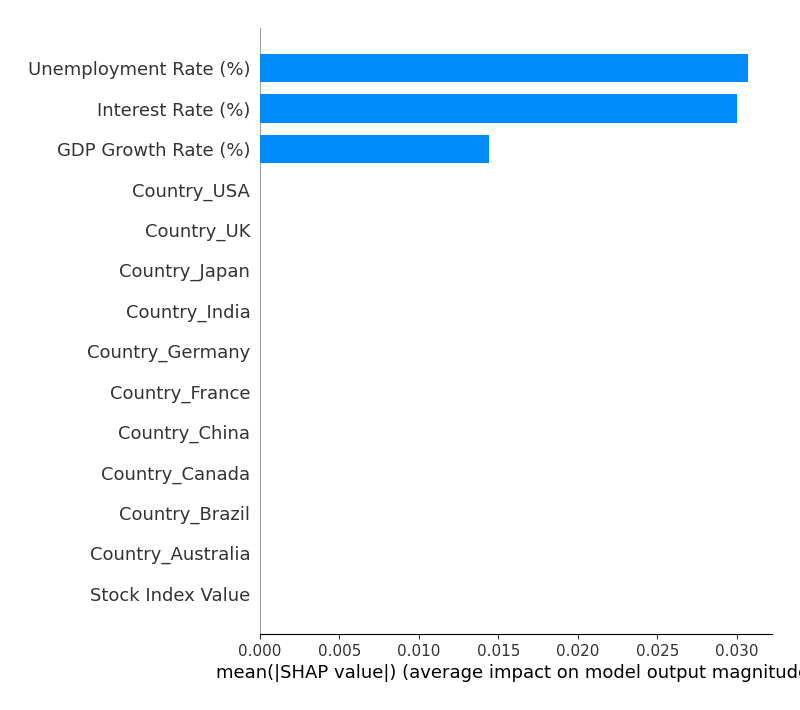 Unemployment Rate (%)
Interest Rate (%)
GDP Growth Rate (%)
Country_USA
Country_UK
Country_Japan
Country_India
Country_Germany
Country_France
Country_China
Country_Canada
Country_Brazil
Country_Australia
Stock Index Value
0.000 0.005 0.010 0.015 0.020 0.025 0.030
mean(|SHAP value|) (average impact on model output magnitude